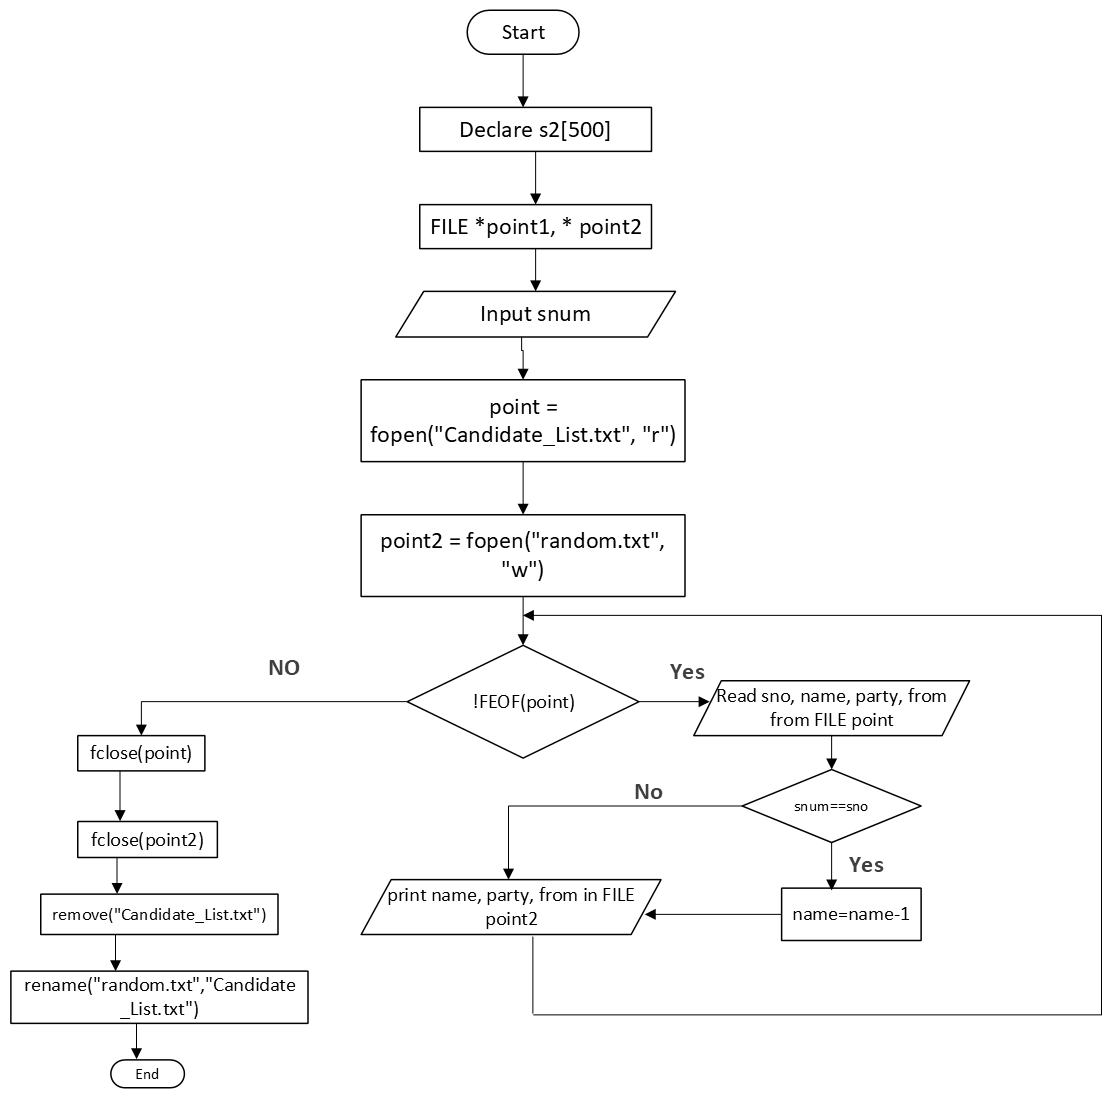 Start
Declare s2[500]
FILE *point1, * point2
Input snum
point =
fopen("Candidate_List.txt", "r")
point2 = fopen("random.txt",
"w")
!FEOF(point)
NO
Yes
fclose(point)
fclose(point2)
remove("Candidate_List.txt")
rename("random.txt","Candidate
_List.txt")
End
Read sno, name, party, from
from FILE point
snum==sno
No
Yes
name=name-1
print name, party, from in FILE
point2